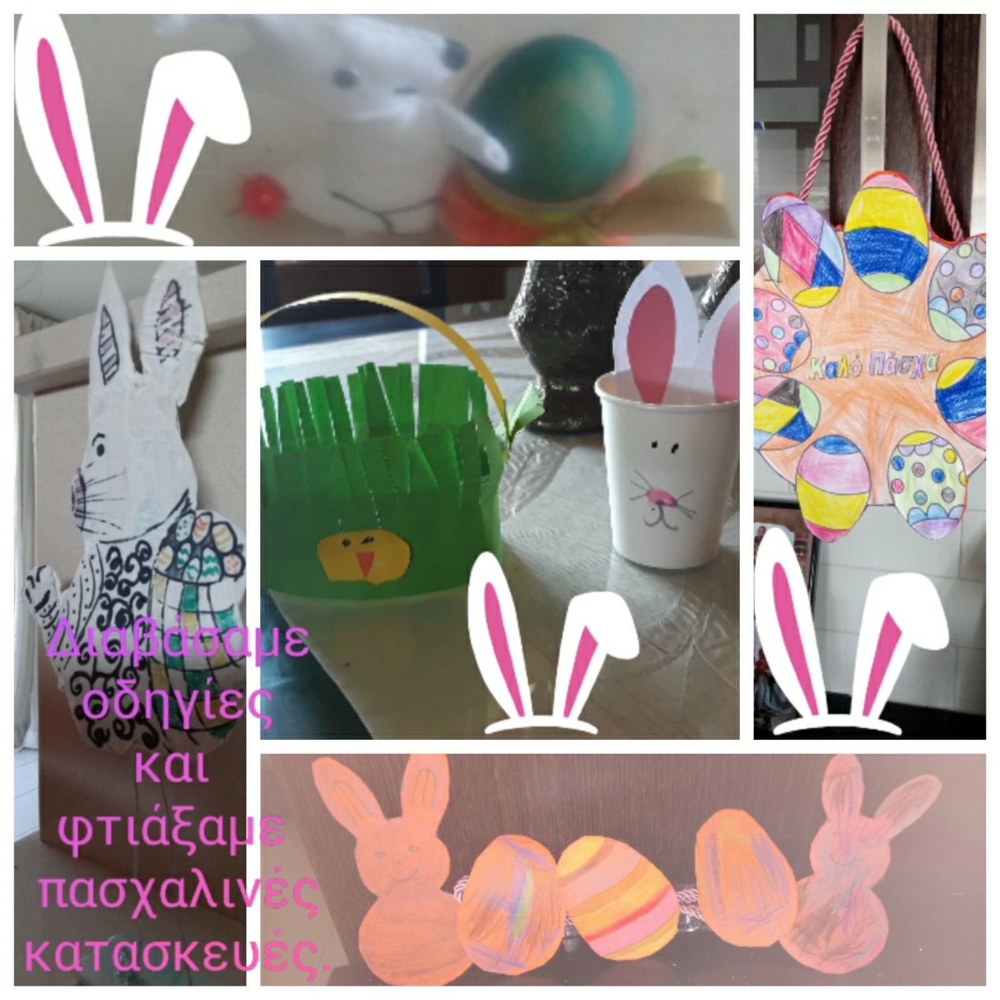 Καλό Πάσχα
Διαβάσαμε
οδηγίες
και
φτιάξαμε
πασχαλινές
κατασκευές.